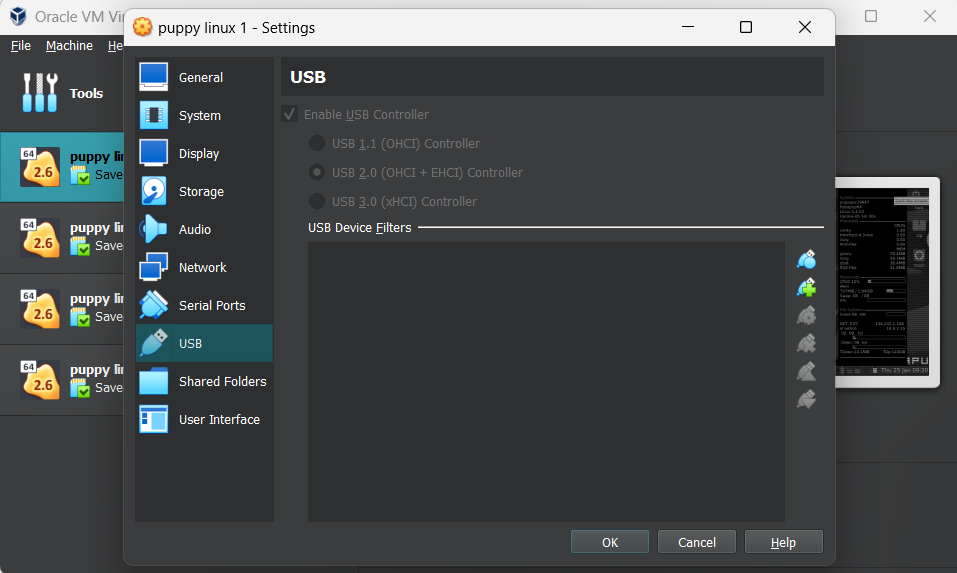 Oracle VM Vi
puppy linux 1 - Settings
File Machine He
Tools
64
2.6
puppy lin
Save
64
2.6
puppy li
Save
64
2.6
puppy li
Save
64
2.6
puppy li
Save
General
System
Display
Storage
Audio
Network
Serial Ports
USB
Shared Folders
User Interface
USB
Enable USB Controller
USB 1.1 (OHCI) Controller
USB 2.0 (OHCI + EHCI) Controller
USB 3.0 (xHCI) Controller
USB Device Filters
OK Cancel Help
Thu 25 Jan 09:20